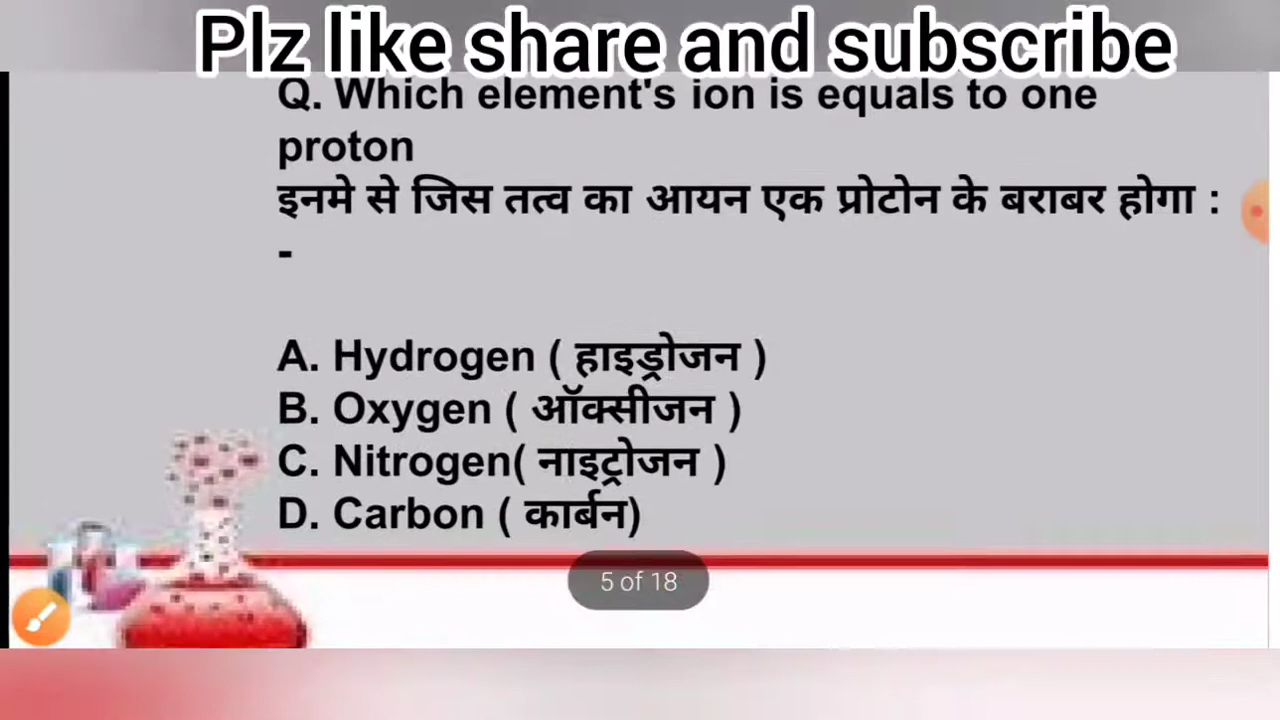 Plz like share and subscribe
Q. Which element's ion is equals to one
proton
इनमे से जिस तत्व का आयन एक प्रोटोन के बराबर होगा :
-
A. Hydrogen ( हाइड्रोजन )
B. Oxygen ( ऑक्सीजन )
C. Nitrogen( नाइट्रोजन )
D. Carbon ( कार्बन)
5 of 18